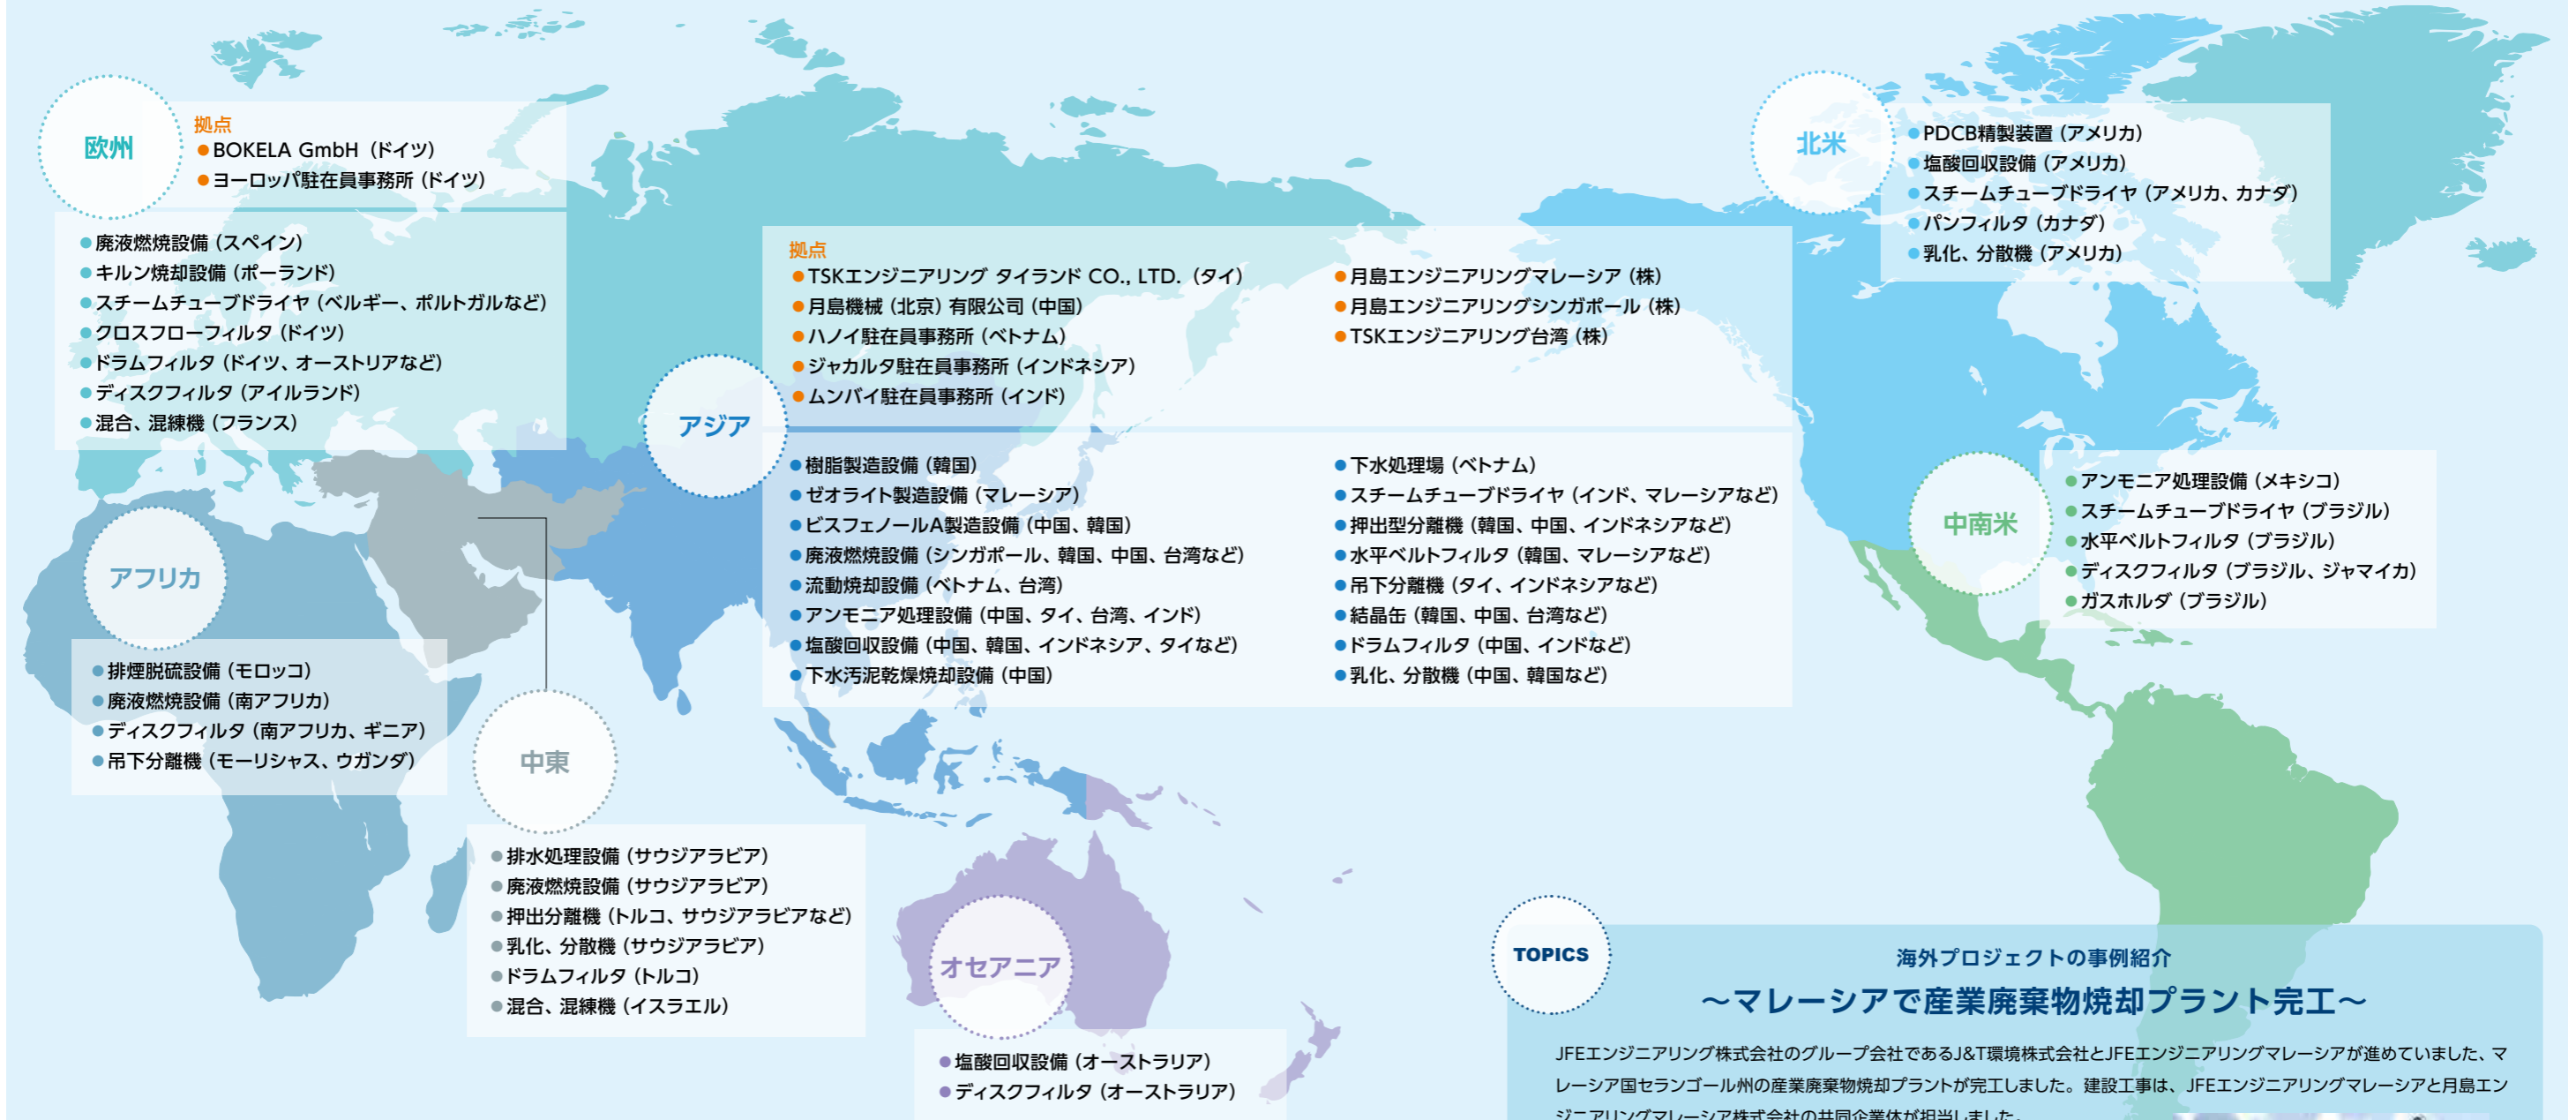 欧州
拠点
●BOKELA GmbH（ドイツ）
●ヨーロッパ駐在員事務所（ドイツ）
●廃液燃焼設備（スペイン）
●キルン焼却設備（ポーランド）
●スチームチューブドライヤ（ベルギー、ポルトガルなど）
●クロスフローフィルタ（ドイツ）
●ドラムフィルタ（ドイツ、オーストリアなど）
●ディスクフィルタ（アイルランド）
●混合、混練機（フランス）
アジア
拠点
●TSKエンジニアリング タイランド CO., LTD.（タイ）
●月島機械（北京）有限公司（中国）
●ハノイ駐在員事務所（ベトナム）
●ジャカルタ駐在員事務所（インドネシア）
●ムンバイ駐在員事務所（インド）
●月島エンジニアリングマレーシア（株）
●月島エンジニアリングシンガポール（株）
●TSKエンジニアリング台湾（株）
●樹脂製造設備（韓国）
●ゼオライト製造設備（マレーシア）
●ビスフェノールA製造設備（中国、韓国）
●廃液燃焼設備（シンガポール、韓国、中国、台湾など）
●流動焼却設備（ベトナム、台湾）
●アンモニア処理設備（中国、タイ、台湾、インド）
●塩酸回収設備（中国、韓国、インドネシア、タイなど）
●下水汚泥乾燥焼却設備（中国）
●下水処理場（ベトナム）
●スチームチューブドライヤ（インド、マレーシアなど）
●押出型分離機（韓国、中国、インドネシアなど）
●水平ベルトフィルタ（韓国、マレーシアなど）
●吊下分離機（タイ、インドネシアなど）
●結晶缶（韓国、中国、台湾など）
●ドラムフィルタ（中国、インドなど）
●乳化、分散機（中国、韓国など）
北米
●PDCB精製装置（アメリカ）
●塩酸回収設備（アメリカ）
●スチームチューブドライヤ（アメリカ、カナダ）
●パンフィルタ（カナダ）
●乳化、分散機（アメリカ）
中南米
●アンモニア処理設備（メキシコ）
●スチームチューブドライヤ（ブラジル）
●水平ベルトフィルタ（ブラジル）
●ディスクフィルタ（ブラジル、ジャマイカ）
●ガスホルダ（ブラジル）
アフリカ
●排煙脱硫設備（モロッコ）
●廃液燃焼設備（南アフリカ）
●ディスクフィルタ（南アフリカ、ギニア）
●吊下分離機（モーリシャス、ウガンダ）
中東
●排水処理設備（サウジアラビア）
●廃液燃焼設備（サウジアラビア）
●押出分離機（トルコ、サウジアラビアなど）
●乳化、分散機（サウジアラビア）
●ドラムフィルタ（トルコ）
●混合、混練機（イスラエル）
オセアニア
●塩酸回収設備（オーストラリア）
●ディスクフィルタ（オーストラリア）
TOPICS
海外プロジェクトの事例紹介
～マレーシアで産業廃棄物焼却プラント完工～
JFEエンジニアリング株式会社のグループ会社であるJ&T環境株式会社とJFEエンジニアリングマレーシアが進めていました、マ
レーシア国セランゴール州の産業廃棄物焼却プラントが完工しました。建設工事は、JFEエンジニアリングマレーシアと月島エン
ジニアリングマレーシア株式会社の共同企業体が担当しました。